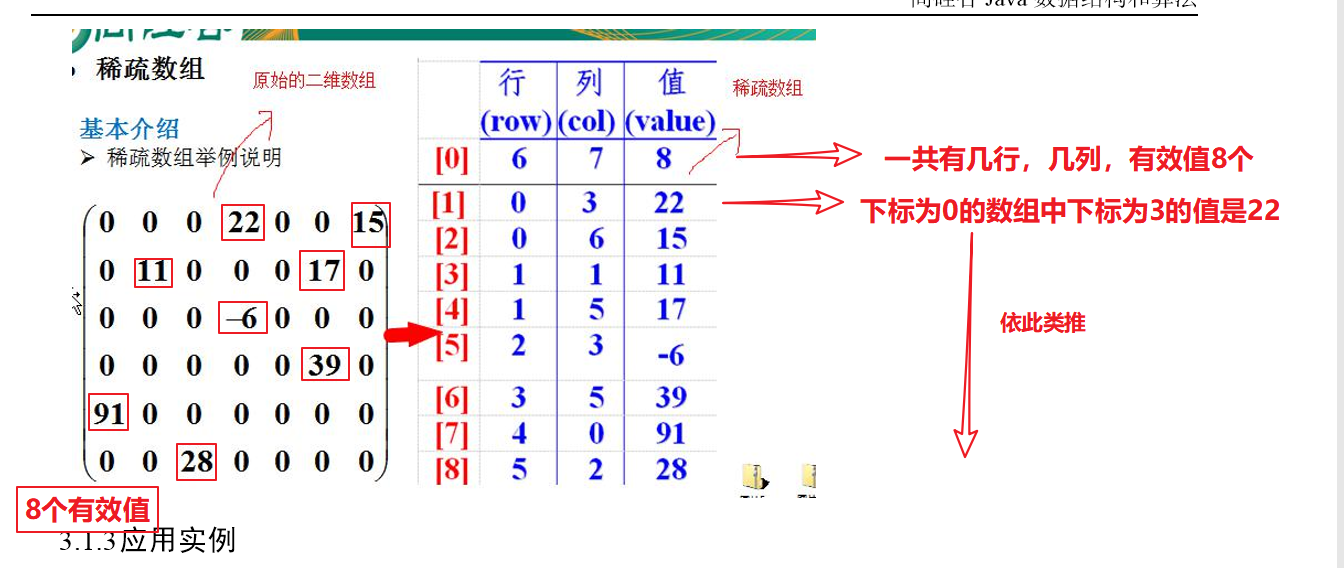 尚硅谷 Java 数据结构和算法
稀疏数组
原始的二维数组
基本介绍
➢ 稀疏数组举例说明
0 0 0 22 0 0 15
0 11 0 0 0 17 0
0 0 0 –6 0 0 0
0 0 0 0 0 39 0
91 0 0 0 0 0 0
0 0 28 0 0 0 0
8个有效值
行 列 值
(row) (col) (value)
[0] 6 7 8
[1] 0 3 22
[2] 0 6 15
[3] 1 1 11
[4] 1 5 17
[5] 2 3 -6
[6] 3 5 39
[7] 4 0 91
[8] 5 2 28
稀疏数组
一共有几行，几列，有效值8个
下标为0的数组中下标为3的值是22
依此类推
3.1.3应用实例